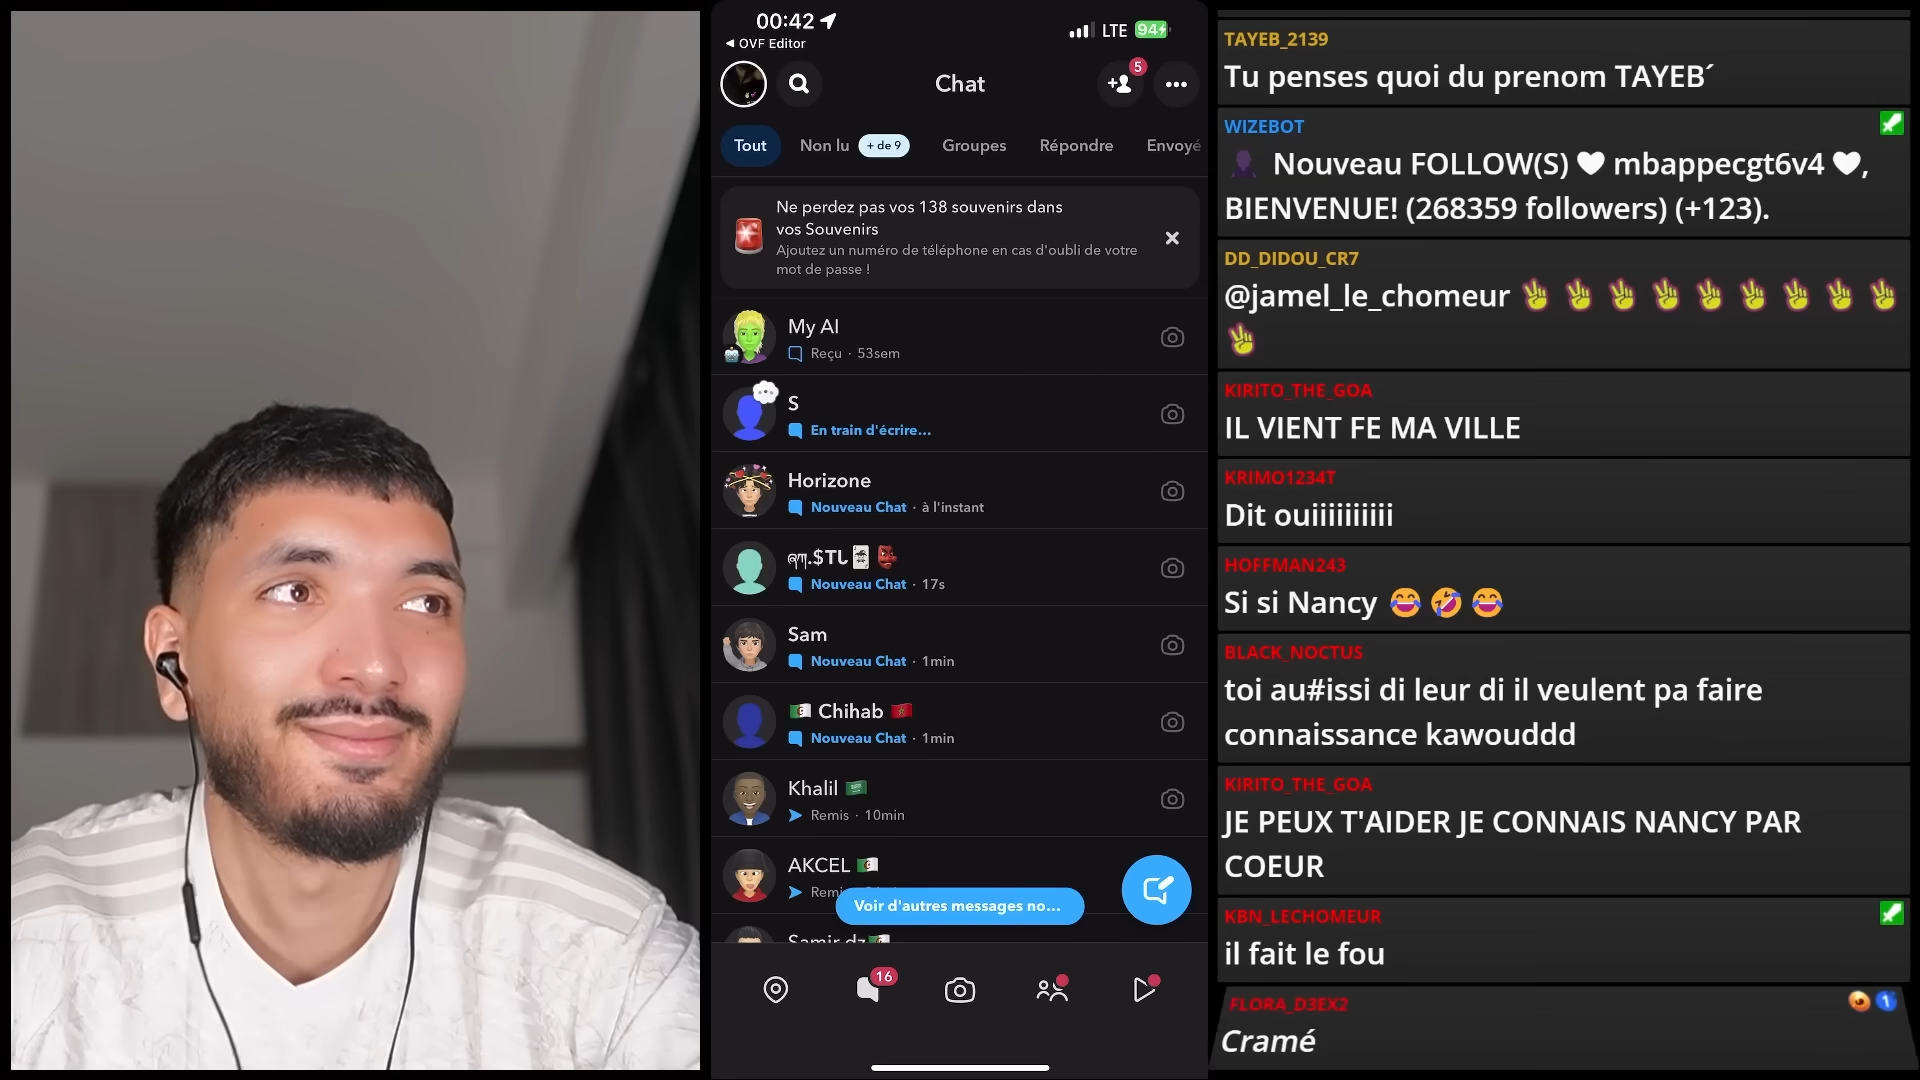 00:42
LTE
94
◀ OVF Editor
5
Chat
Tout
Non lu
+ de 9
Groupes
Répondre
Envoyé
Ne perdez pas vos 138 souvenirs dans
vos Souvenirs
Ajoutez un numéro de téléphone en cas d'oubli de votre
mot de passe !
My AI
Reçu · 53sem
S
En train d'écrire...
Horizone
Nouveau Chat · à l'instant
Nouveau Chat · 17s
Sam
Nouveau Chat · 1min
🇩🇿 Chihab 🇲🇦
Nouveau Chat · 1min
Khalil 🇸🇦
Remis · 10min
AKCEL 🇩🇿
Voir d'autres messages no...
Samir dz🇩🇿
16
TAYEB_2139
Tu penses quoi du prenom TAYEB´
WIZEBOT
Nouveau FOLLOW(S) 🤍 mbappecgt6v4 🤍,
BIENVENUE! (268359 followers) (+123).
DD_DIDOU_CR7
@jamel_le_chomeur
KIRITO_THE_GOA
IL VIENT FE MA VILLE
KRIMO1234T
Dit ouiiiiiiiiii
HOFFMAN243
Si si Nancy 😂 🤣 😂
BLACK_NOCTUS
toi au#issi di leur di il veulent pa faire
connaissance kawouddd
KIRITO_THE_GOA
JE PEUX T'AIDER JE CONNAIS NANCY PAR
COEUR
KBN_LECHOMEUR
il fait le fou
FLORA_D3EX2
1
Cramé